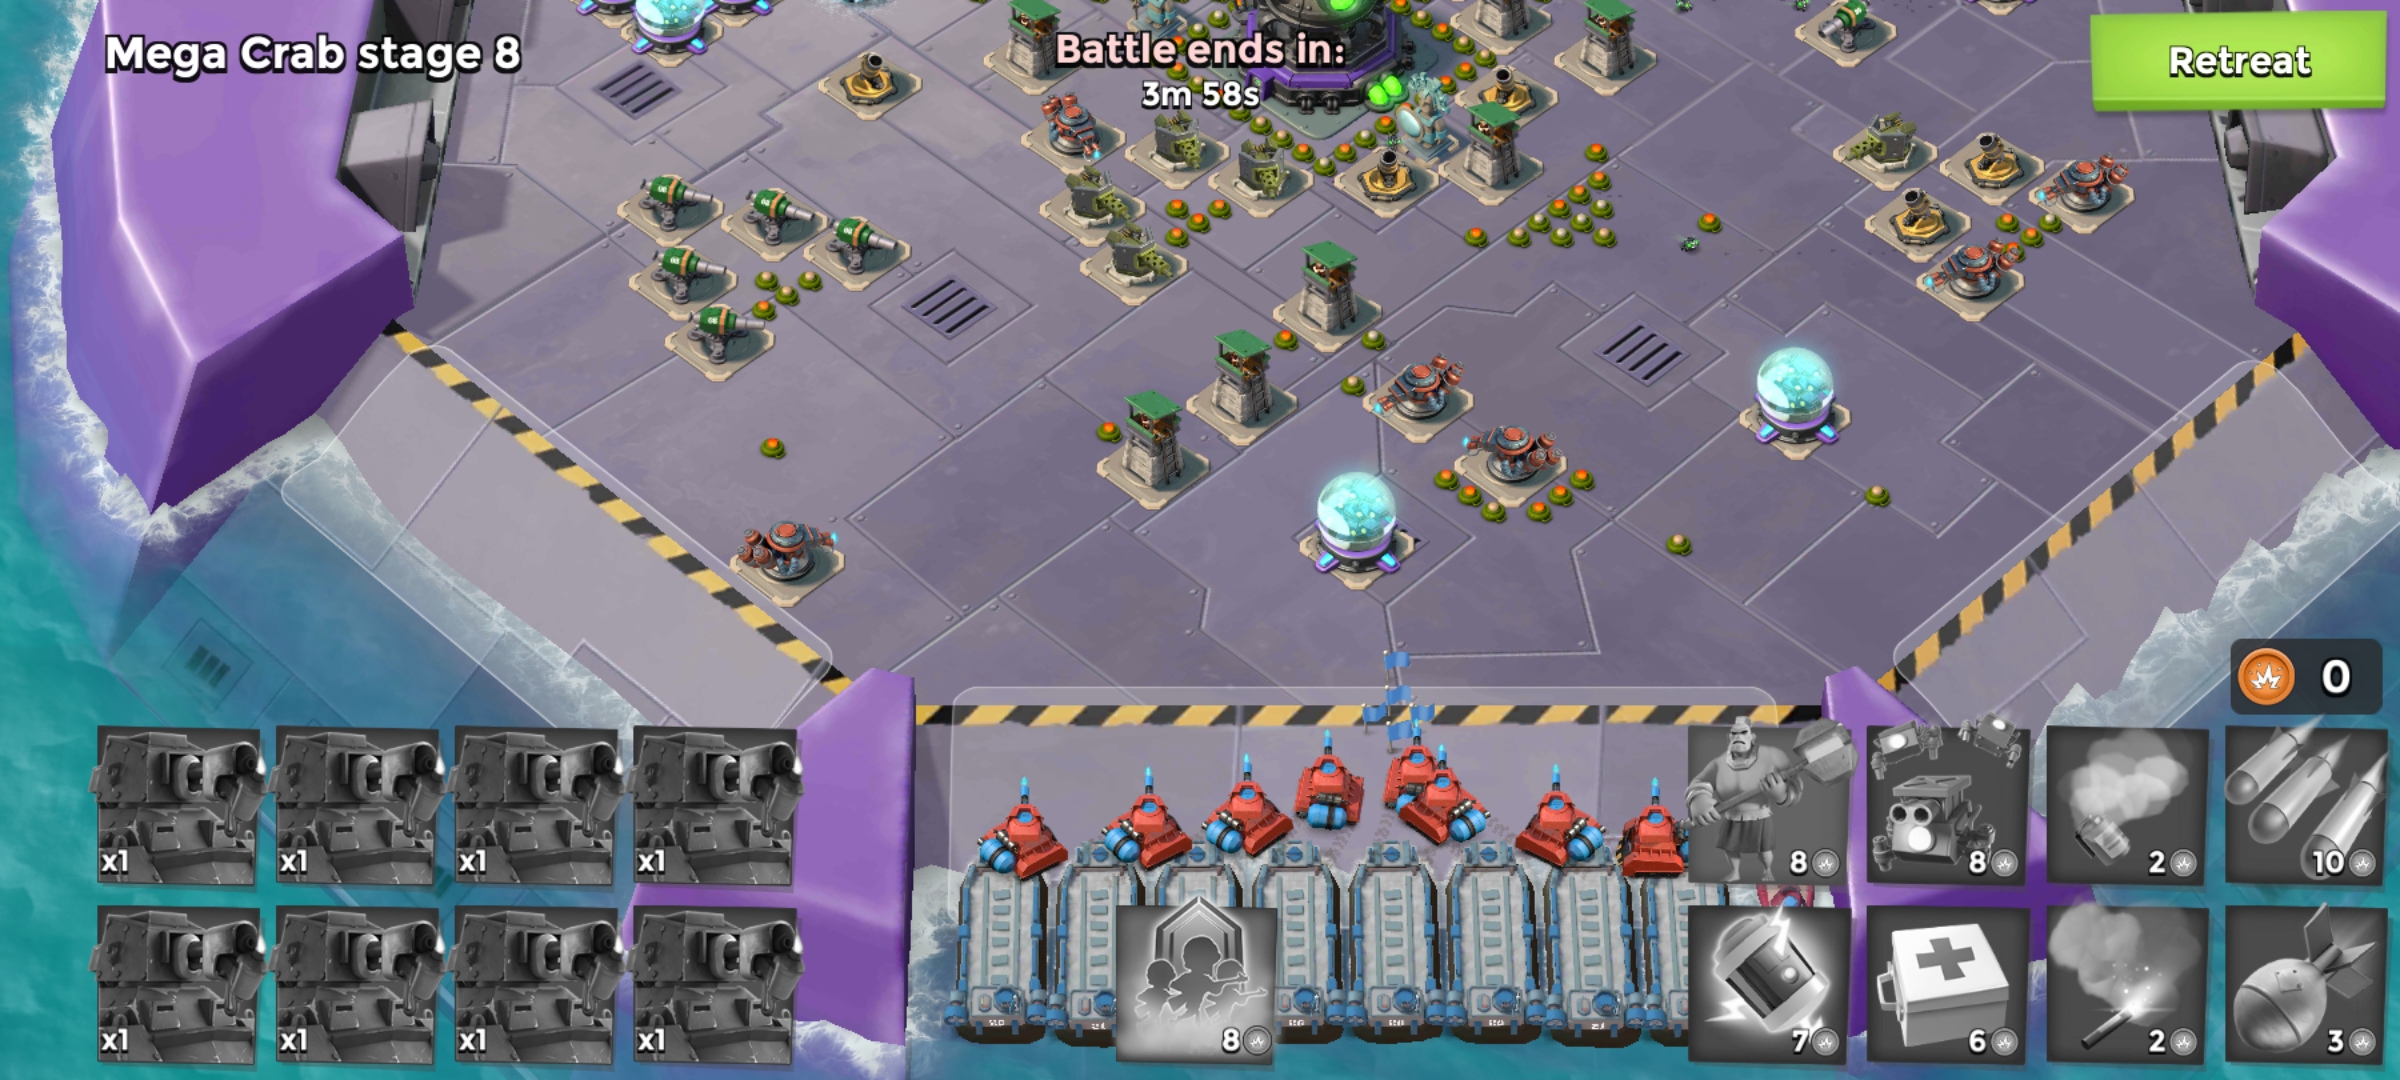 Mega Crab stage 8
Battle ends in:
3m 58s
Retreat
0
x1
x1
x1
x1
8
8
2
10
x1
x1
x1
x1
8
7
6
2
3